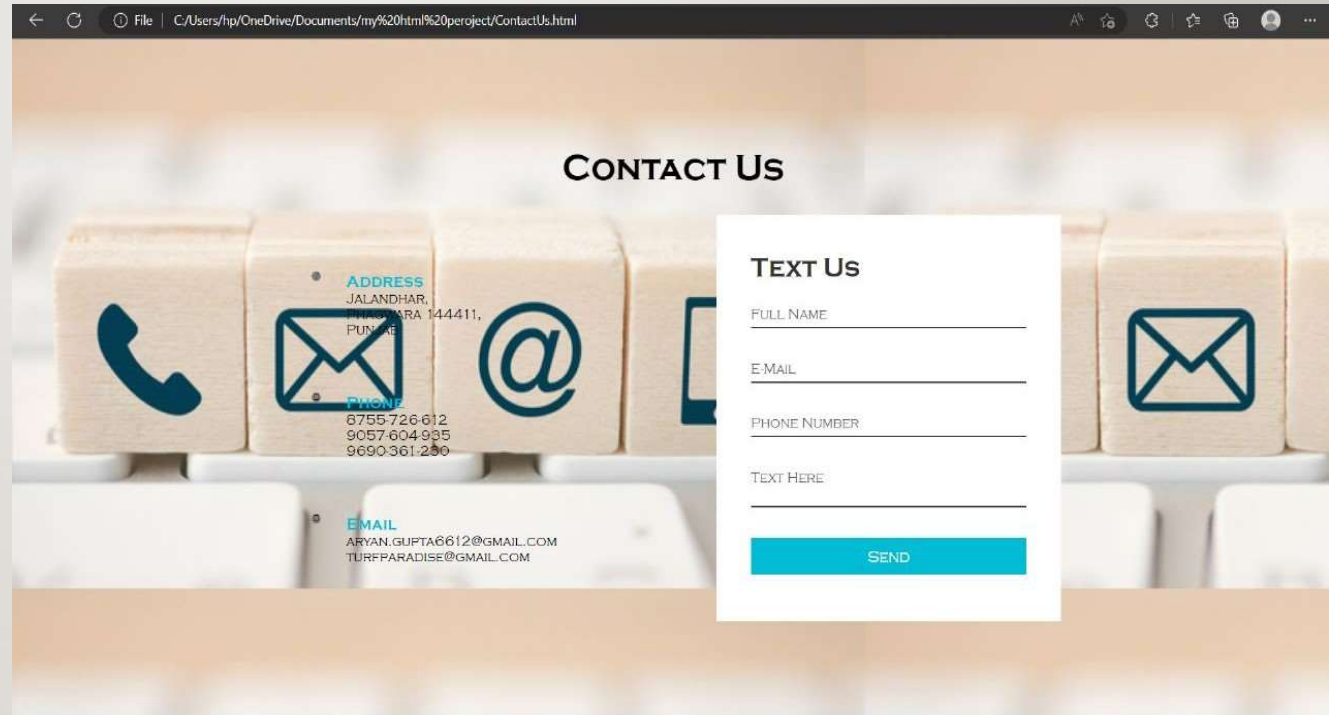 File
C:/Users/hp/OneDrive/Documents/my%20html%20peroject/ContactUs.html
Contact Us
Address
Jalandhar,
Phagwara 144411,
Punjab
Phone
8755-726-612
9057-604-935
9690-361-230
Email
aryan.gupta6612@gmail.com
turfparadise@gmail.com
Text Us
Full Name
E-Mail
Phone Number
Text Here
Send